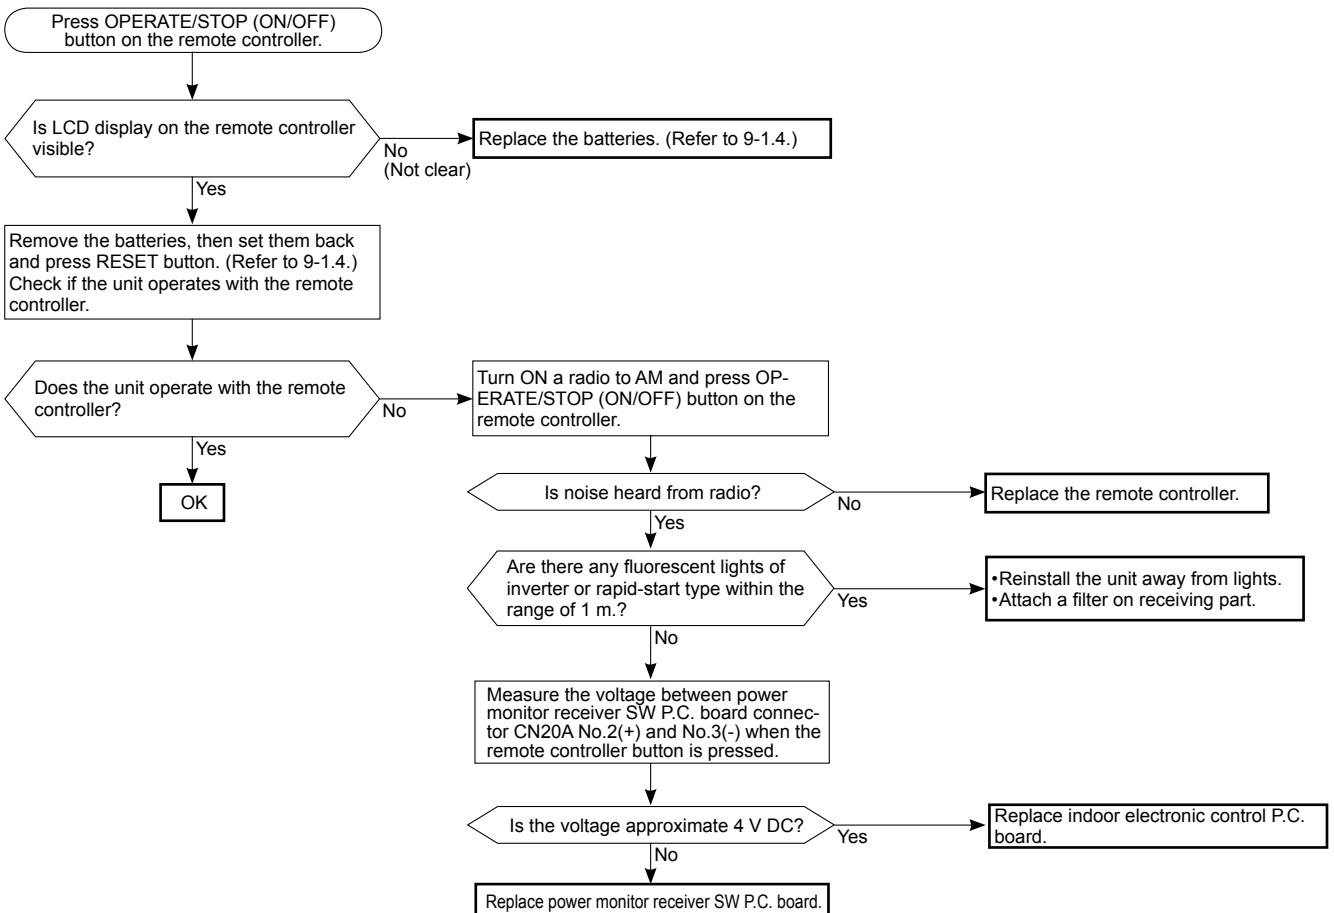 Press OPERATE/STOP (ON/OFF)
button on the remote controller.
Is LCD display on the remote controller
visible?
No
(Not clear)
Replace the batteries. (Refer to 9-1.4.)
Yes
Remove the batteries, then set them back
and press RESET button. (Refer to 9-1.4.)
Check if the unit operates with the remote
controller.
Does the unit operate with the remote
controller?
No
Yes
OK
Turn ON a radio to AM and press OP-
ERATE/STOP (ON/OFF) button on the
remote controller.
Is noise heard from radio?
No
Replace the remote controller.
Yes
Are there any fluorescent lights of
inverter or rapid-start type within the
range of 1 m.?
Yes
•Reinstall the unit away from lights.
•Attach a filter on receiving part.
No
Measure the voltage between power
monitor receiver SW P.C. board connec-
tor CN20A No.2(+) and No.3(-) when the
remote controller button is pressed.
Is the voltage approximate 4 V DC?
Yes
Replace indoor electronic control P.C.
board.
No
Replace power monitor receiver SW P.C. board.